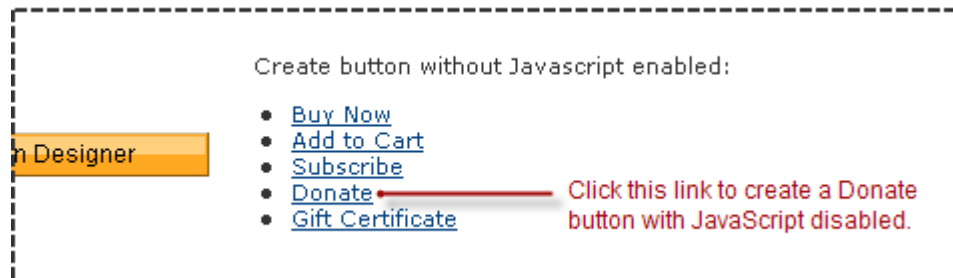 Create button without Javascript enabled:
Buy Now
Add to Cart
n Designer
Subscribe
Donate
Click this link to create a Donate
button with JavaScript disabled.
Gift Certificate